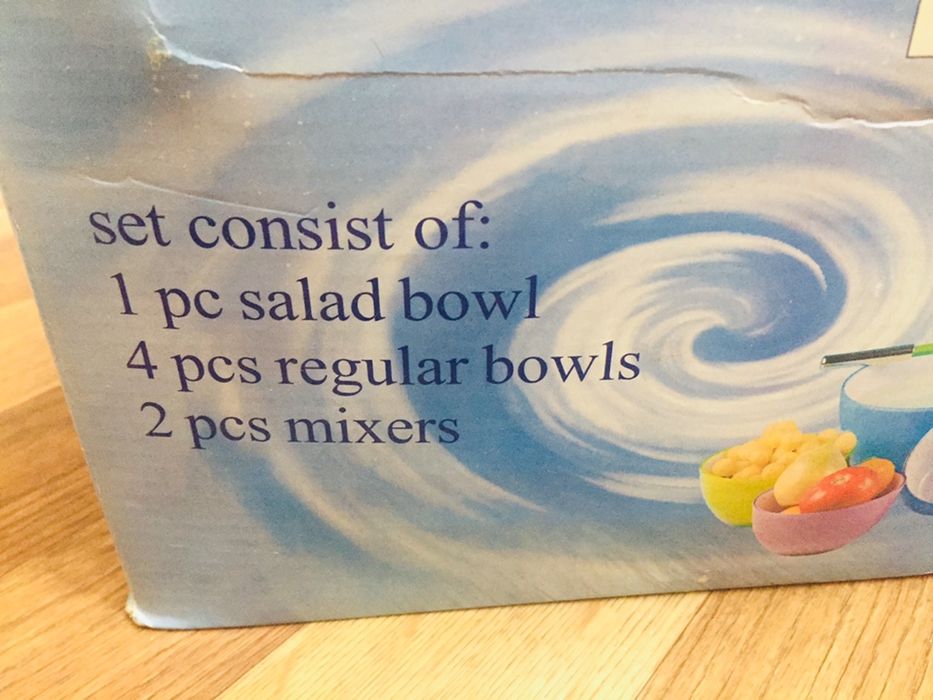 set consist of:
1 pc salad bowl
4 pcs regular bowls
2 pcs mixers